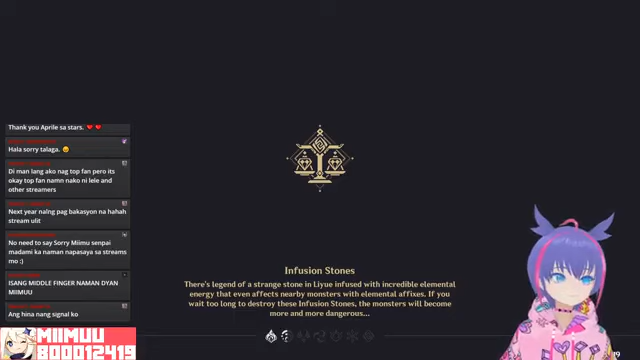 Thank you Aprile sa stars. ❤️ ❤️
Hala sorry talaga. 😣
Di man lang ako nag top fan pero its
okay top fan namn nako ni lele and
other streamers
Next year naîng pag bakasyon na hahah
stream ulit
No need to say Sorry Miimu senpai
madami ka naman napasaya sa streams
mo :)
ISANG MIDDLE FINGER NAMAN DYAN
MIIMUU
Ang hina nang signal ko
MIIMUU
800012419
Infusion Stones
There's legend of a strange stone in Liyue infused with incredible elemental
energy that even affects nearby monsters with elemental affixes. If you
wait too long to destroy these Infusion Stones, the monsters will become
more and more dangerous...